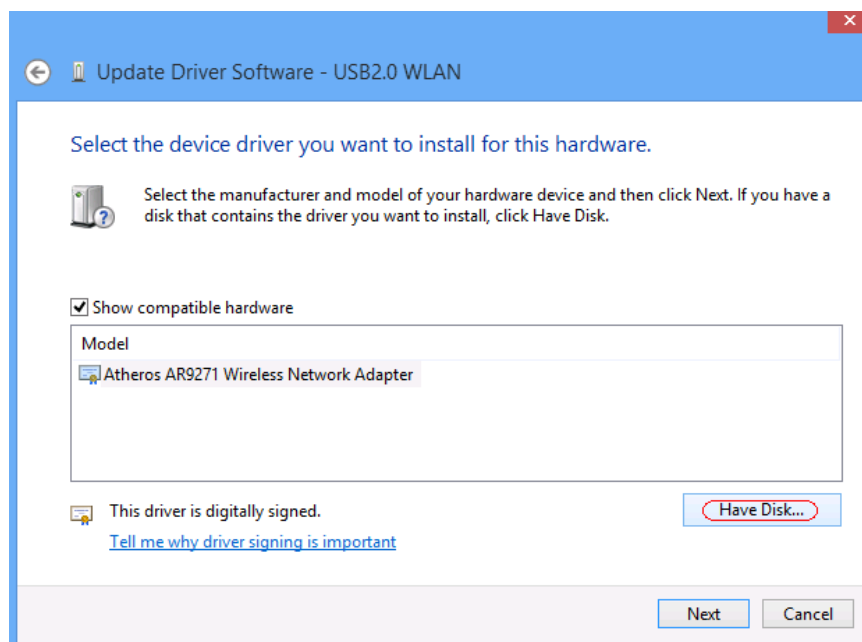 Update Driver Software - USB2.0 WLAN
Select the device driver you want to install for this hardware.
Select the manufacturer and model of your hardware device and then click Next. If you have a
disk that contains the driver you want to install, click Have Disk.
Show compatible hardware
Model
Atheros AR9271 Wireless Network Adapter
This driver is digitally signed.
Have Disk...
Tell me why driver signing is important
Next
Cancel